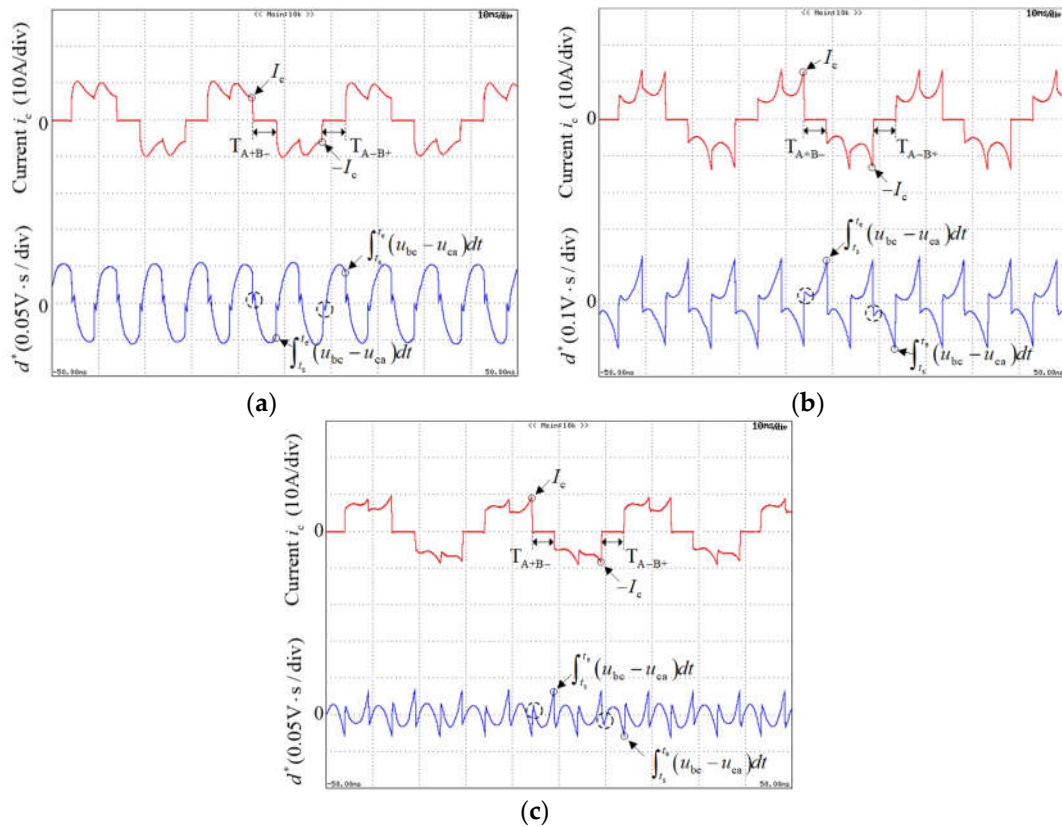 << Main:10k >>
10ms/div
Current i_c (10A/div)
0
I_c
T_A+B−
T_A−B+
−I_c
d* (0.05V·s / div)
0
∫_{t_s}^{t_e} (u_bc − u_ca) dt
∫_{t_s}^{t_e} (u_bc − u_ca) dt
-50.00ms
50.00ms
(a)
<< Main:10k >>
10ms/div
Current i_c (10A/div)
0
I_c
T_A+B−
T_A−B+
−I_c
d* (0.1V·s / div)
0
∫_{t_s}^{t_e} (u_bc − u_ca) dt
∫_{t_s}^{t_e} (u_bc − u_ca) dt
-50.00ms
50.00ms
(b)
<< Main:10k >>
10ms/div
Current i_c (10A/div)
0
I_c
T_A+B−
T_A−B+
−I_c
d* (0.05V·s / div)
0
∫_{t_s}^{t_e} (u_bc − u_ca) dt
∫_{t_s}^{t_e} (u_bc − u_ca) dt
-50.00ms
50.00ms
(c)